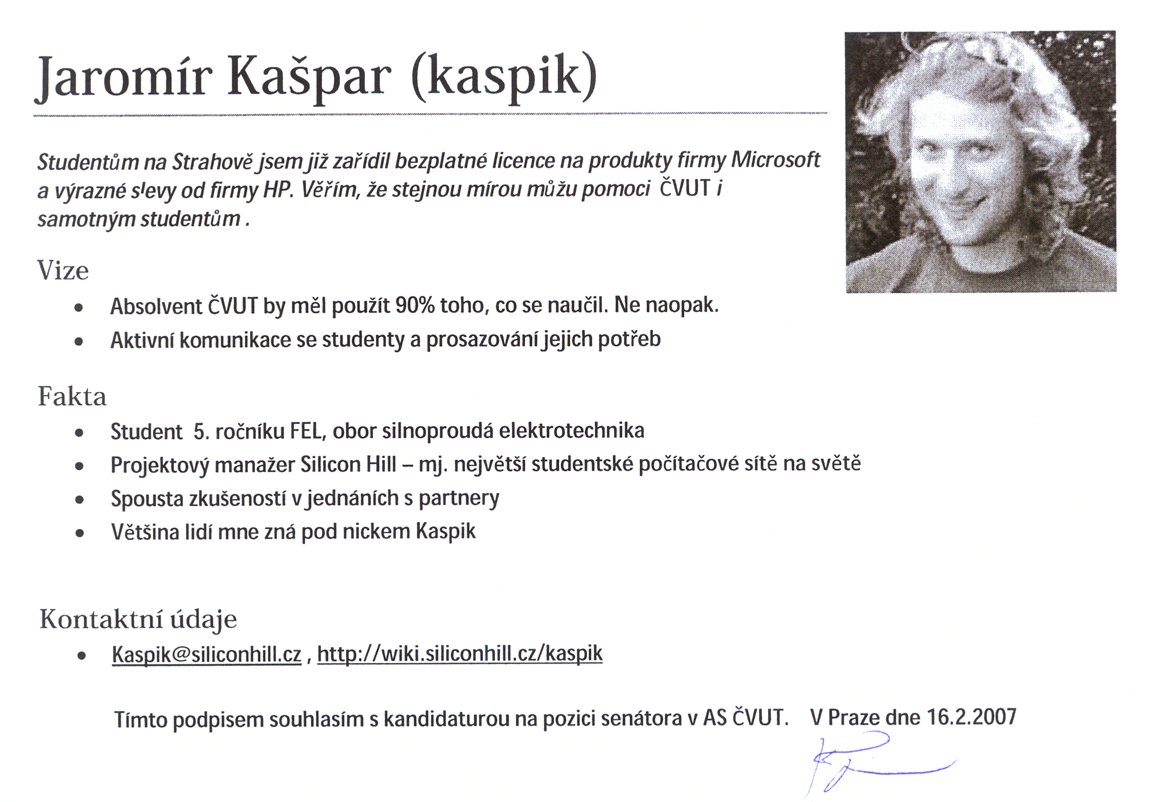 Jaromír Kašpar (kaspik)
Studentům na Strahově jsem již zařídil bezplatné licence na produkty firmy Microsoft
a výrazné slevy od firmy HP. Věřím, že stejnou mírou můžu pomoci ČVUT i
samotným studentům .
Vize
• Absolvent ČVUT by měl použít 90% toho, co se naučil. Ne naopak.
• Aktivní komunikace se studenty a prosazování jejich potřeb
Fakta
• Student 5. ročníku FEL, obor silnoproudá elektrotechnika
• Projektový manažer Silicon Hill – mj. největší studentské počítačové sítě na světě
• Spousta zkušeností v jednáních s partnery
• Většina lidí mne zná pod nickem Kaspik
Kontaktní údaje
• Kaspik@siliconhill.cz , http://wiki.siliconhill.cz/kaspik
Tímto podpisem souhlasím s kandidaturou na pozici senátora v AS ČVUT. V Praze dne 16.2.2007